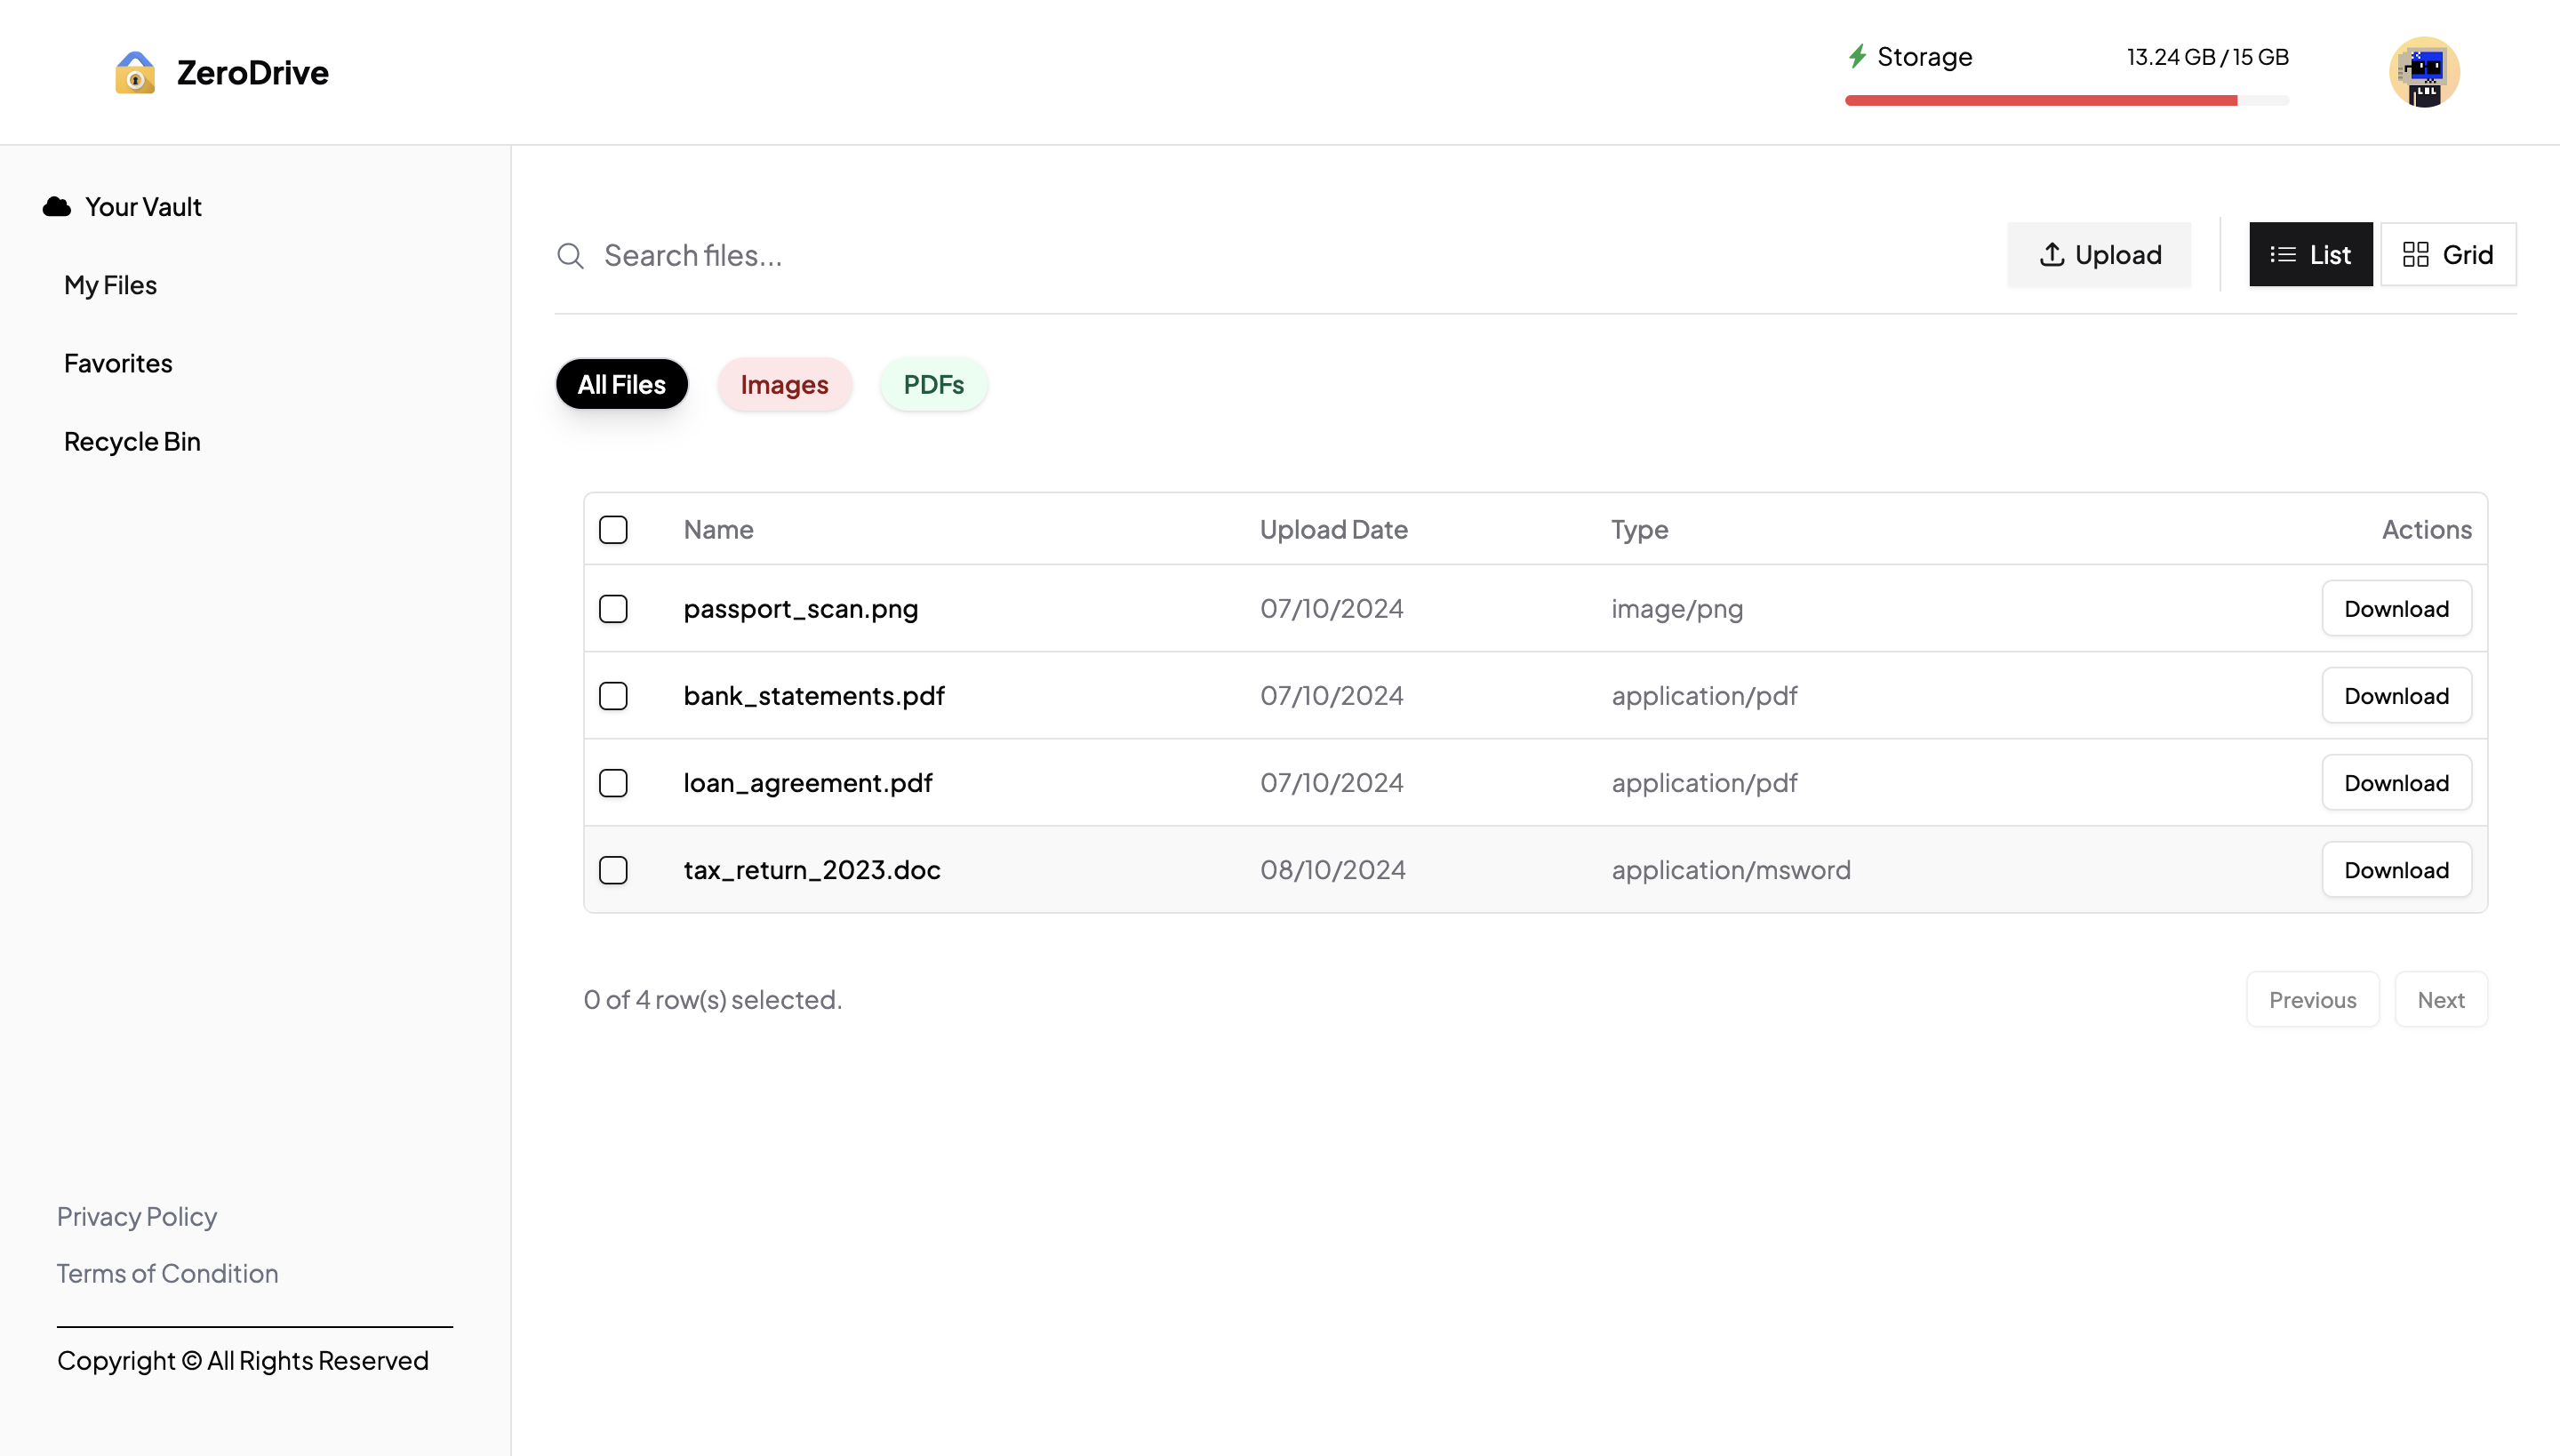 ZeroDrive
Storage 13.24 GB / 15 GB
LBL
Your Vault
My Files
Favorites
Recycle Bin
Search files...
Upload
List
Grid
All Files
Images
PDFs
Name Upload Date Type Actions
passport_scan.png 07/10/2024 image/png Download
bank_statements.pdf 07/10/2024 application/pdf Download
loan_agreement.pdf 07/10/2024 application/pdf Download
tax_return_2023.doc 08/10/2024 application/msword Download
0 of 4 row(s) selected.
Previous
Next
Privacy Policy
Terms of Condition
Copyright © All Rights Reserved